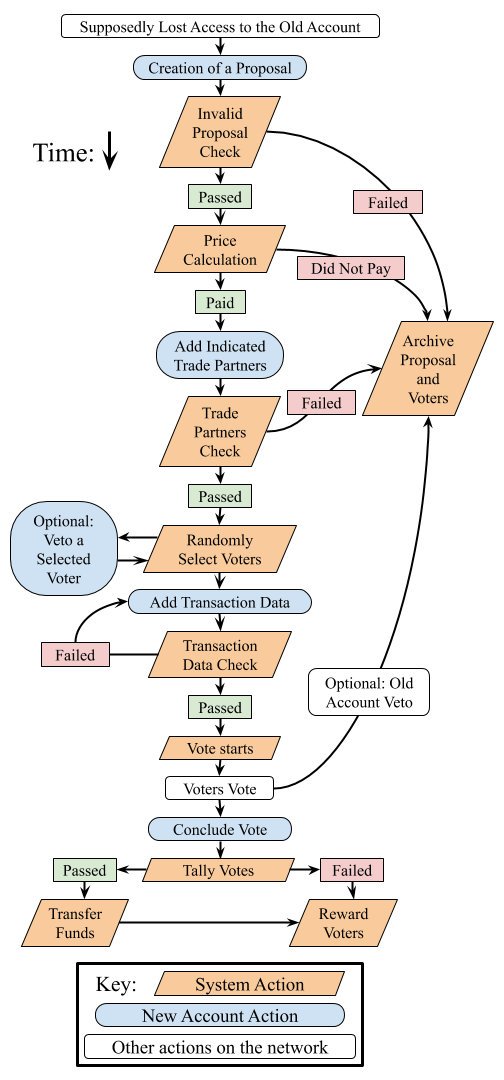 Supposedly Lost Access to the Old Account
Creation of a Proposal
Invalid
Proposal
Check
Time:
Passed
Failed
Price
Calculation
Did Not Pay
Paid
Add Indicated
Trade Partners
Archive
Proposal
and
Voters
Trade
Partners
Check
Failed
Passed
Optional:
Veto a
Selected
Voter
Randomly
Select Voters
Add Transaction Data
Transaction
Data Check
Failed
Passed
Optional: Old
Account Veto
Vote starts
Voters Vote
Conclude Vote
Tally Votes
Passed
Failed
Transfer
Funds
Reward
Voters
Key:
System Action
New Account Action
Other actions on the network